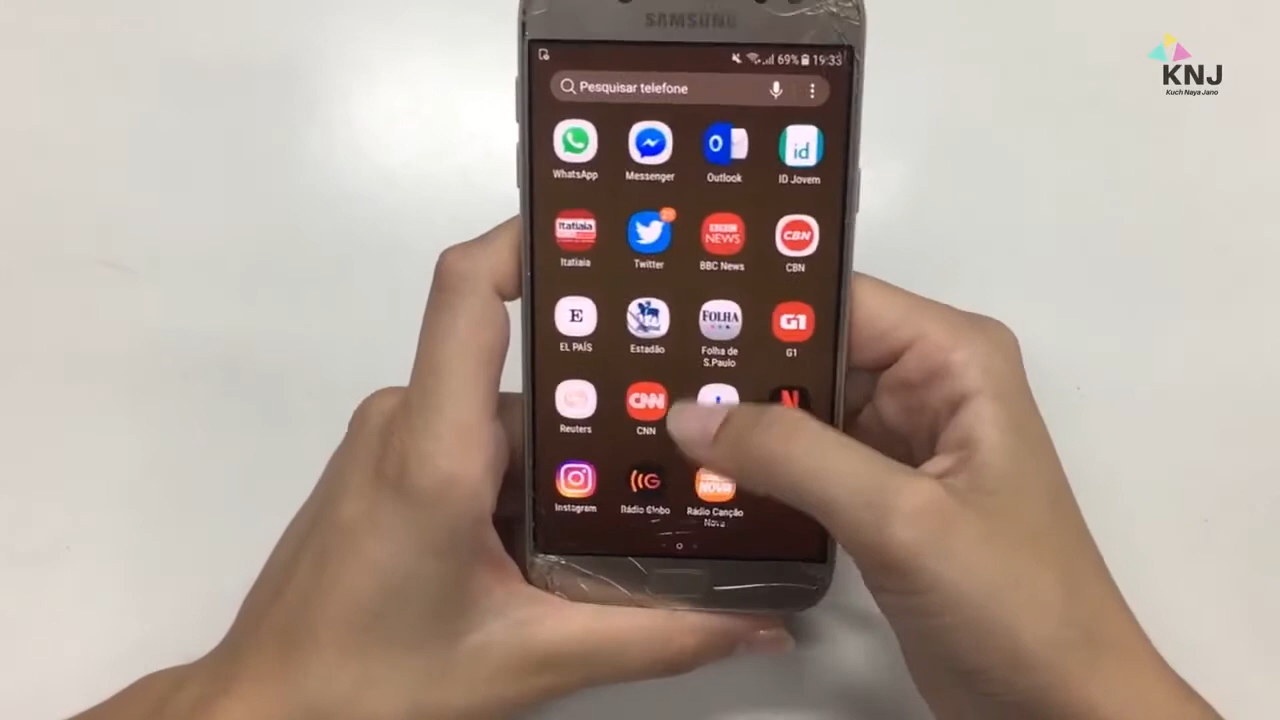 SAMSUNG
69% 19:33
Pesquisar telefone
KNJ
Kuch Naya Jano
WhatsApp
Messenger
Outlook
id
ID Jovem
Itatiaia
Itatiaia
Twitter
BBC
NEWS
BBC News
CBN
CBN
E
EL PAÍS
Estadão
FOLHA
Folha de
S.Paulo
G1
G1
Reuters
CNN
CNN
N
Instagram
G
Rádio Globo
NOVA
Rádio Canção
Nova